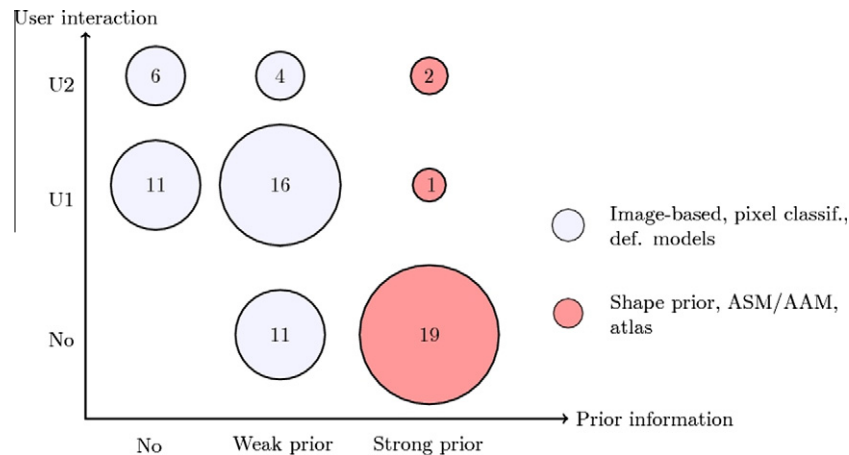 User interaction
U2
6
4
2
U1
11
16
1
Image-based, pixel classif.,
def. models
Shape prior, ASM/AAM,
atlas
No
11
19
Prior information
No
Weak prior
Strong prior